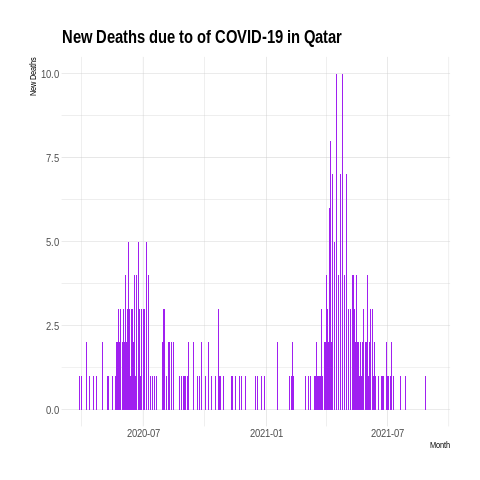 New Deaths due to of COVID-19 in Qatar
New Deaths
10.0
7.5
5.0
2.5
0.0
2020-07
2021-01
2021-07
Month